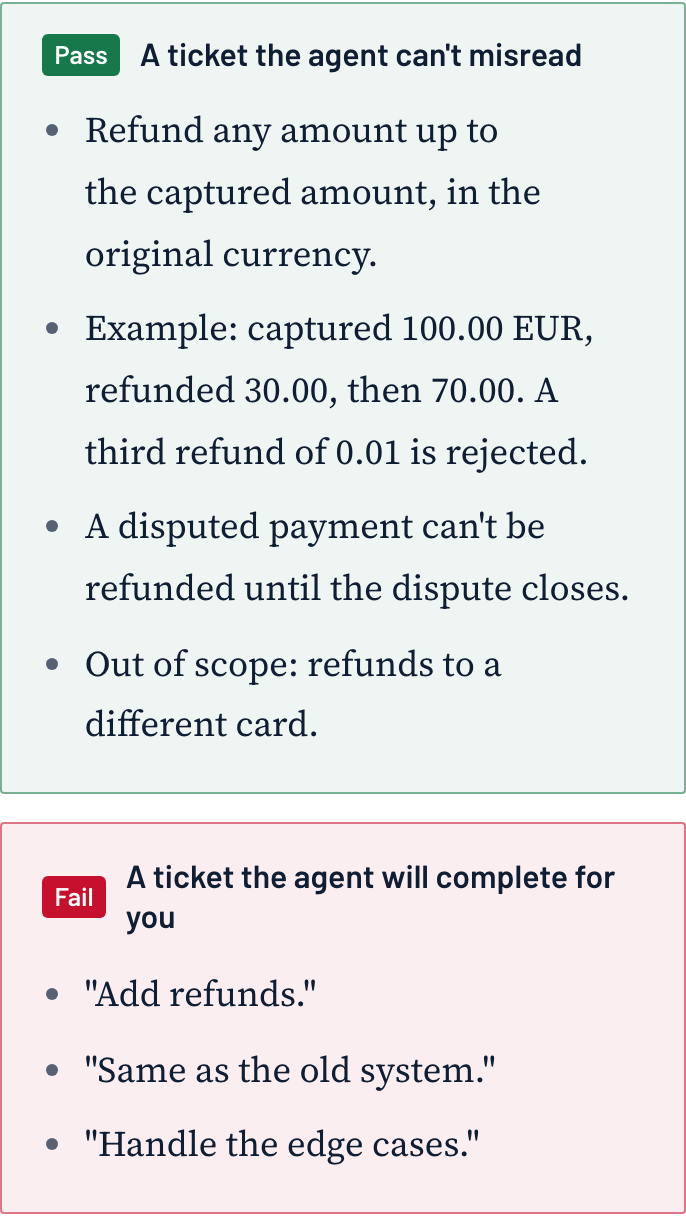 Pass A ticket the agent can't misread
Refund any amount up to
the captured amount, in the
original currency.
Example: captured 100.00 EUR,
refunded 30.00, then 70.00. A
third refund of 0.01 is rejected.
A disputed payment can't be
refunded until the dispute closes.
Out of scope: refunds to a
different card.
Fail A ticket the agent will complete for
you
"Add refunds."
"Same as the old system."
"Handle the edge cases."